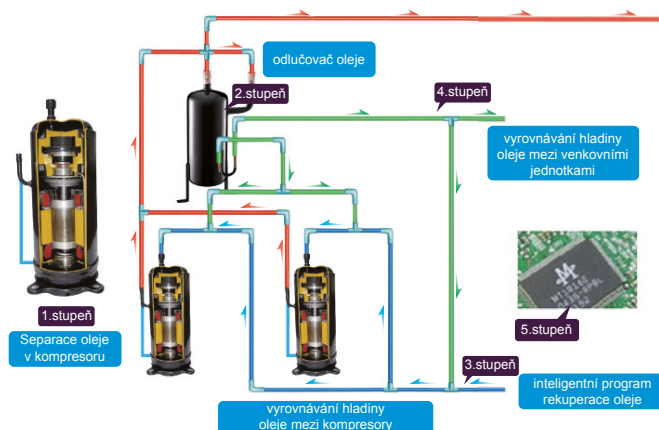 odlučovač oleje
2.stupeň
4.stupeň
vyrovnávání hladiny
oleje mezi venkovními
jednotkami
1.stupeň
Separace oleje
v kompresoru
5.stupeň
3.stupeň
inteligentní program
rekuperace oleje
vyrovnávání hladiny
oleje mezi kompresory